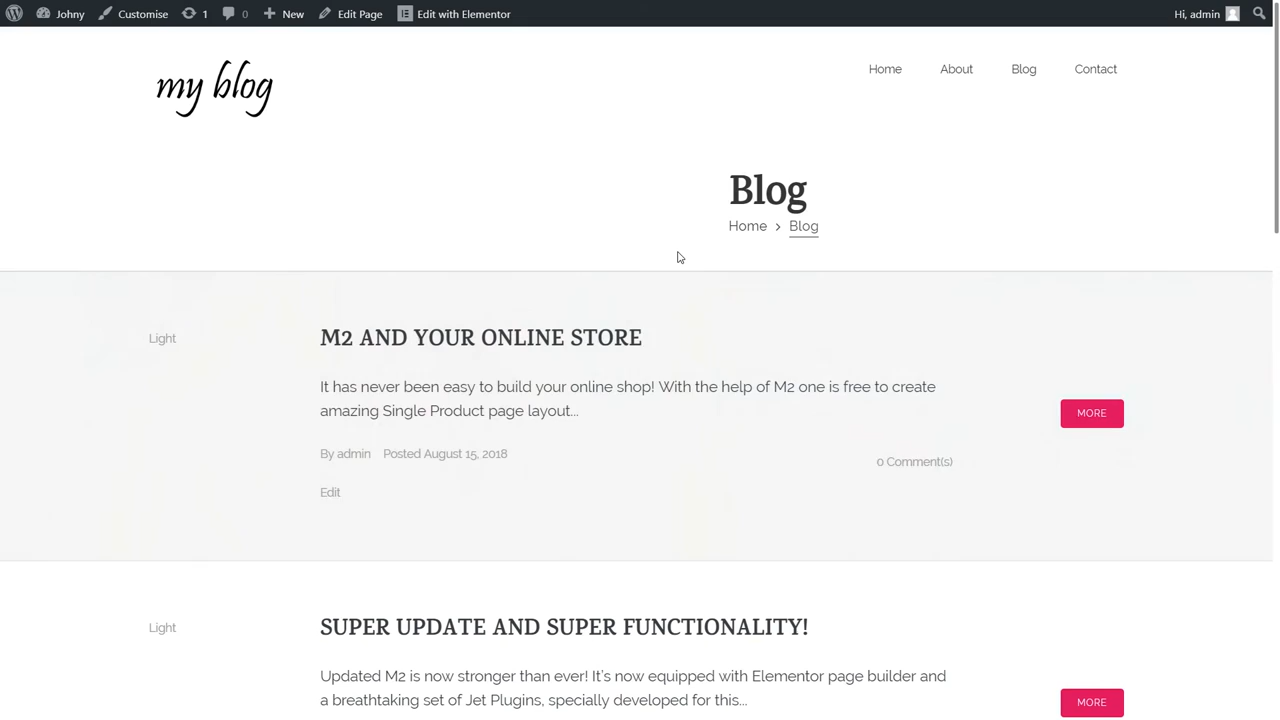 Johny Customise 1 0 New Edit Page Edit with Elementor Hi, admin
my blog
Home About Blog Contact
Blog
Home > Blog
Light
M2 AND YOUR ONLINE STORE
It has never been easy to build your online shop! With the help of M2 one is free to create
amazing Single Product page layout...
MORE
By admin Posted August 15, 2018
0 Comment(s)
Edit
Light
SUPER UPDATE AND SUPER FUNCTIONALITY!
Updated M2 is now stronger than ever! It's now equipped with Elementor page builder and
a breathtaking set of Jet Plugins, specially developed for this...
MORE